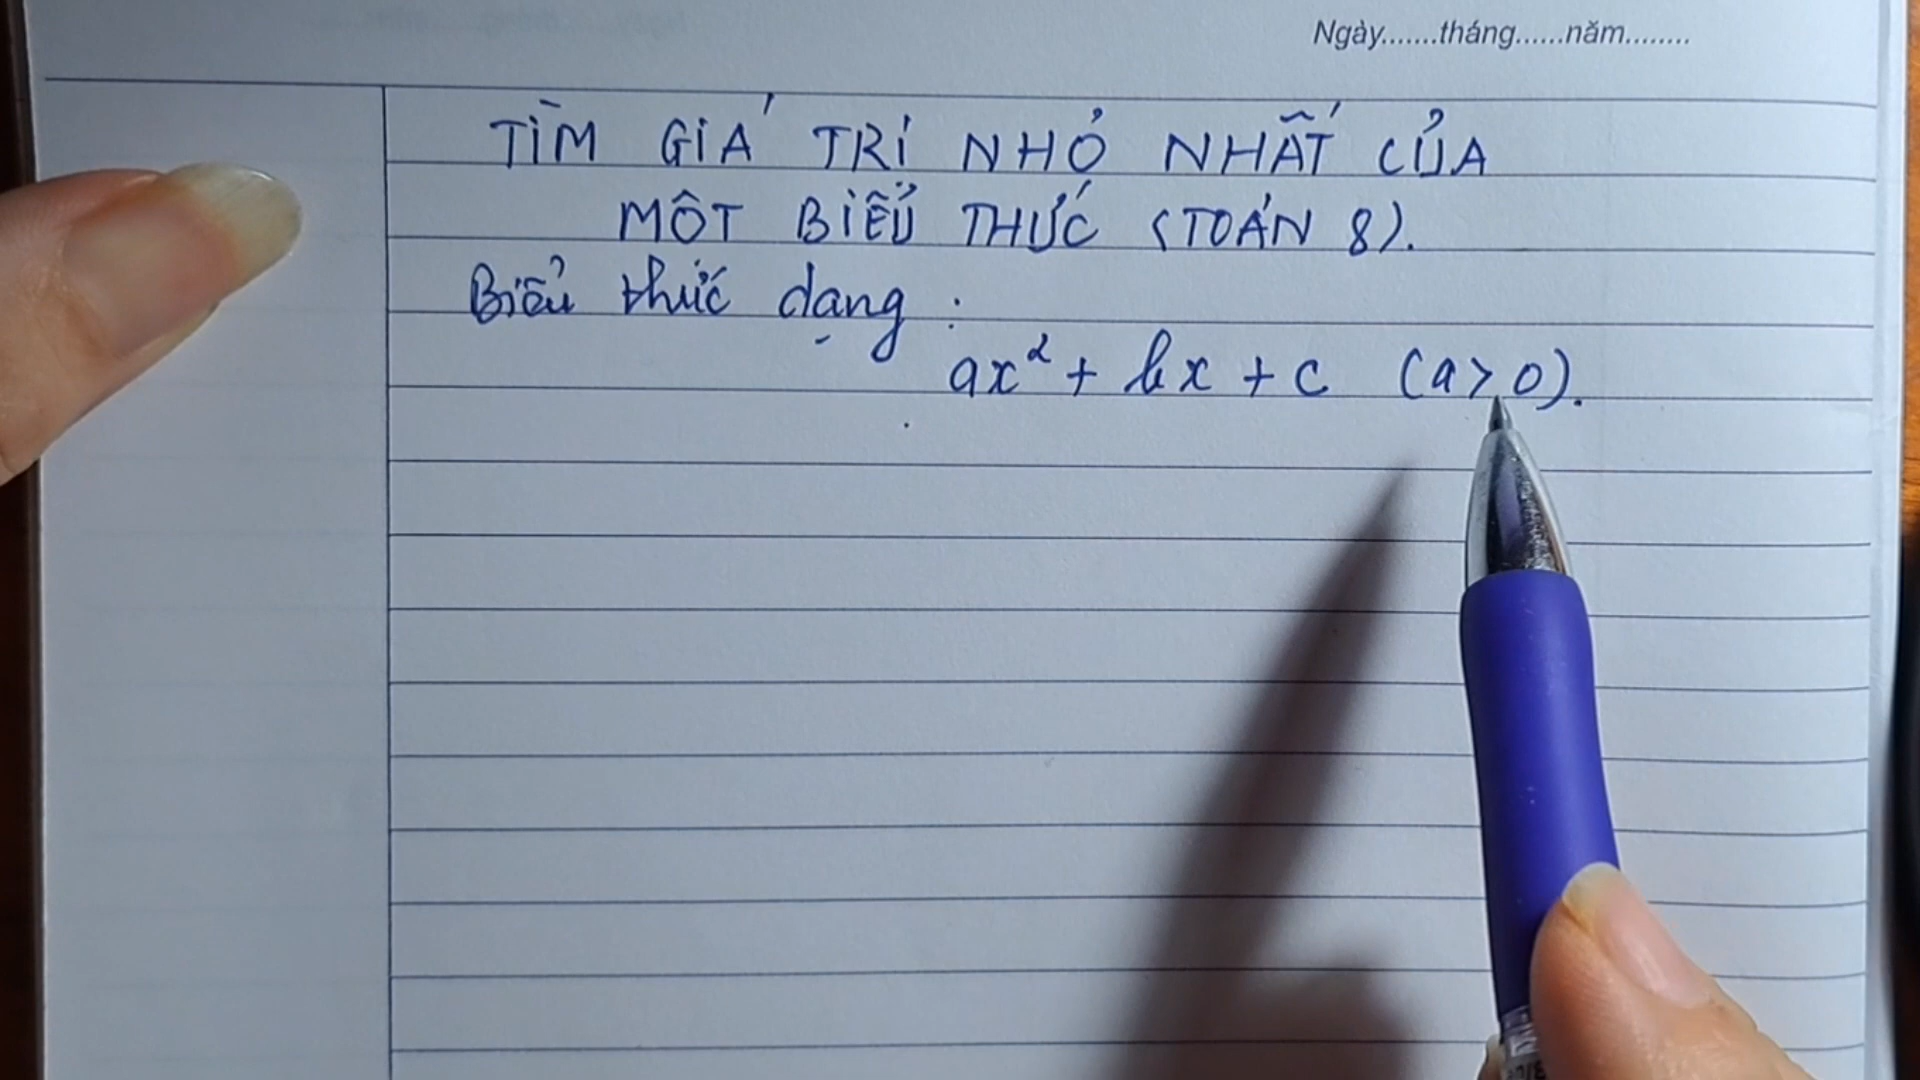 Ngày.......tháng......năm........
TÌM GIÁ TRỊ NHỎ NHẤT CỦA
MỘT BIỂU THỨC (TOÁN 8).
Biểu thức dạng :
ax² + bx + c (a > 0).